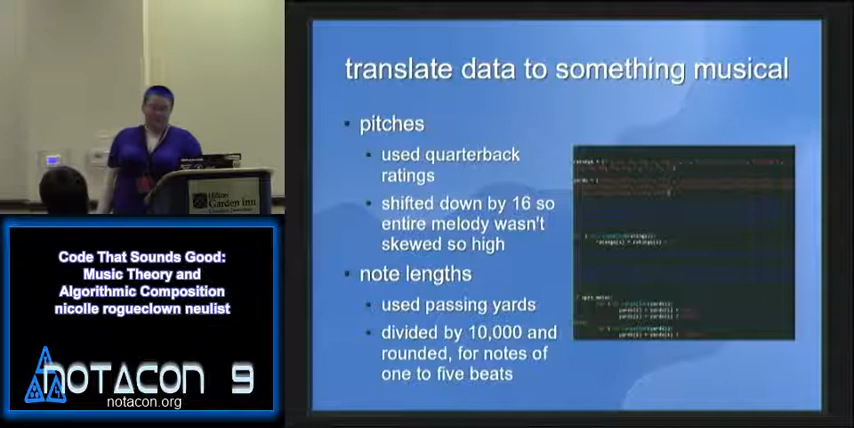 translate data to something musical
pitches
used quarterback
ratings
shifted down by 16 so
entire melody wasn't
skewed so high
note lengths
used passing yards
divided by 10,000 and
rounded, for notes of
one to five beats
Hilton
Garden Inn
Code That Sounds Good:
Music Theory and
Algorithmic Composition
nicolle rogueclown neulist
NOTACON 9
notacon.org